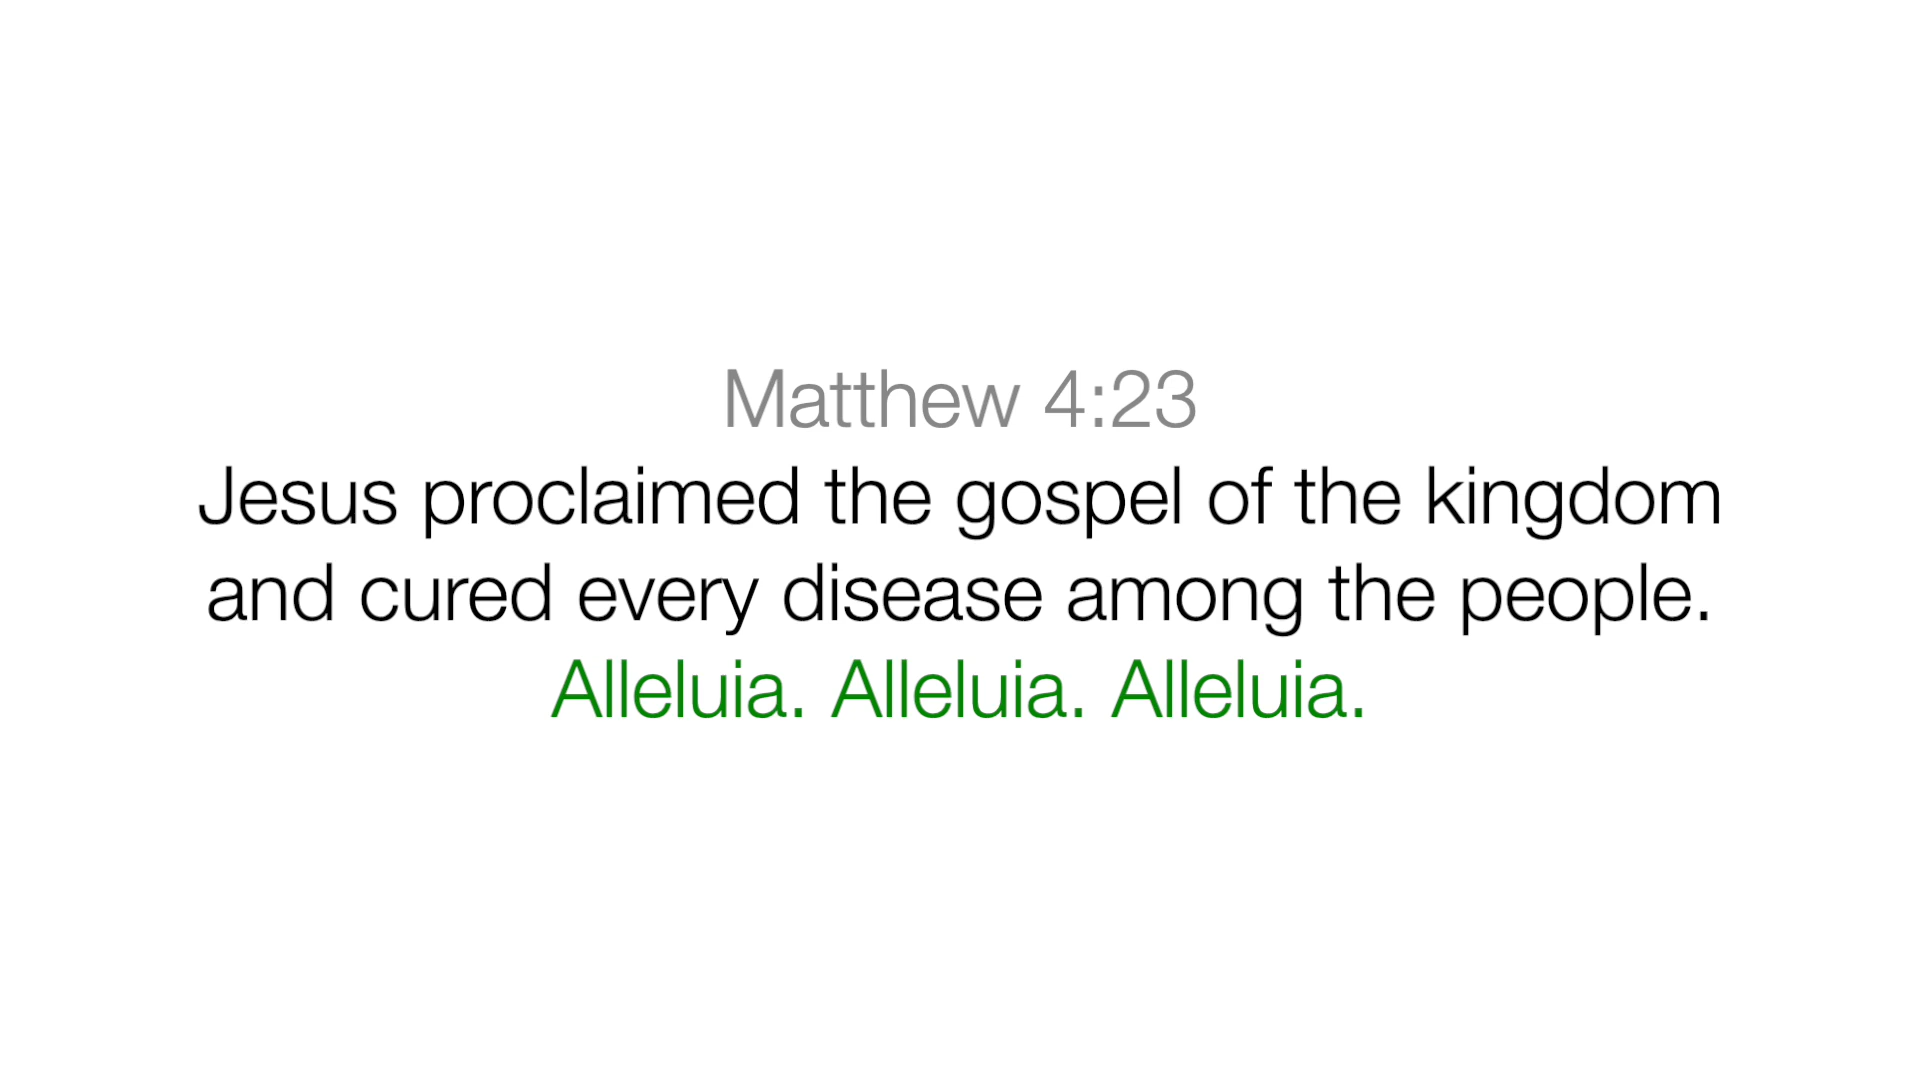 Matthew 4:23
Jesus proclaimed the gospel of the kingdom
and cured every disease among the people.
Alleluia. Alleluia. Alleluia.